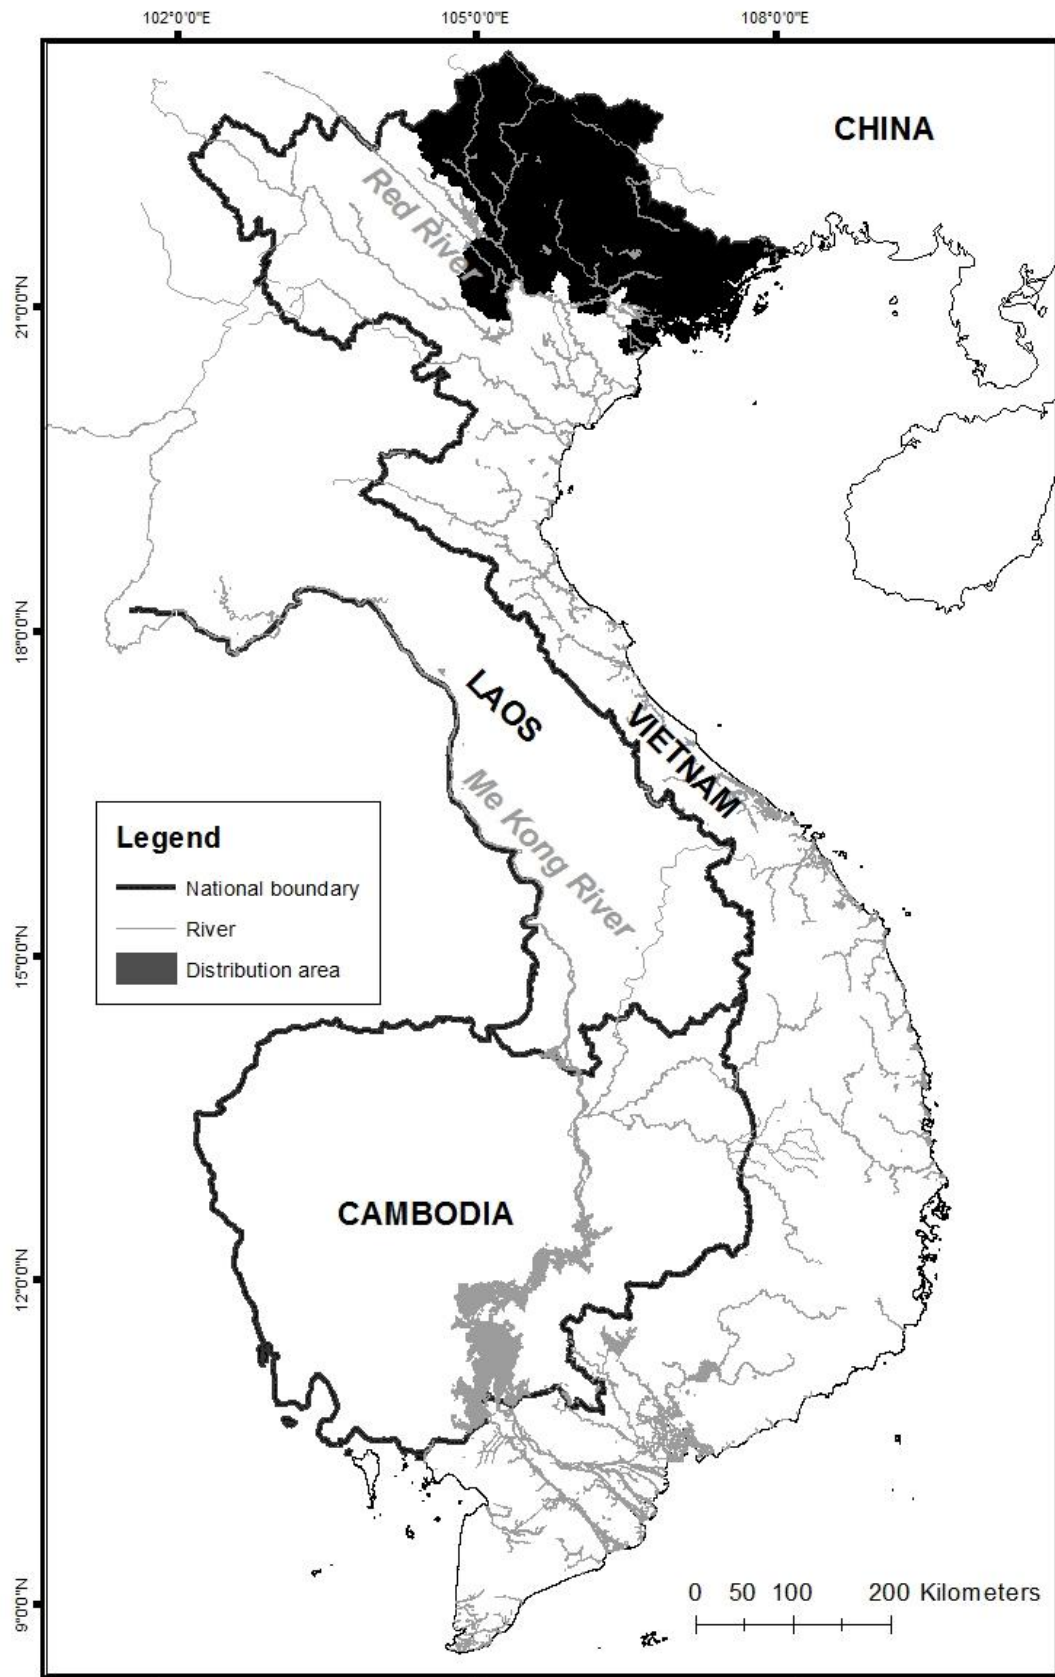 102°0'0"E
105°0'0"E
108°0'0"E
CHINA
Red River
21°0'0"N
18°0'0"N
LAOS
VIETNAM
Me Kong River
Legend
National boundary
River
Distribution area
15°0'0"N
CAMBODIA
12°0'0"N
9°0'0"N
0 50 100 200 Kilometers